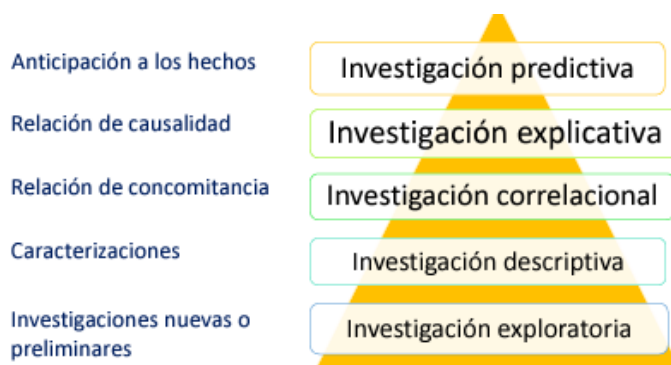 Anticipación a los hechos
Investigación predictiva
Relación de causalidad
Investigación explicativa
Relación de concomitancia
Investigación correlacional
Caracterizaciones
Investigación descriptiva
Investigaciones nuevas o
preliminares
Investigación exploratoria